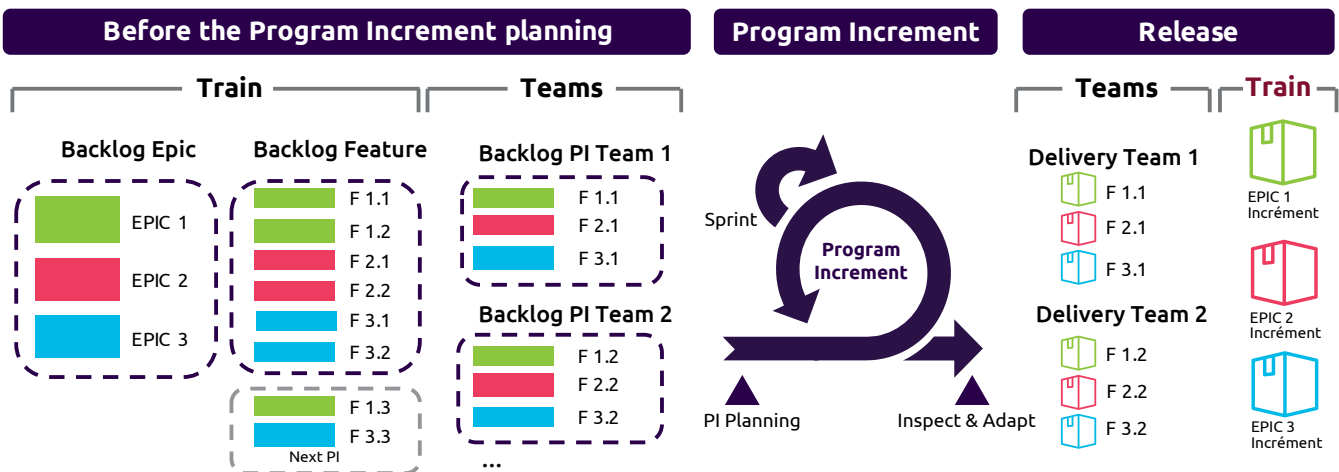 Before the Program Increment planning
Program Increment
Release
Train
Teams
Teams
Train
Backlog Epic
EPIC 1
EPIC 2
EPIC 3
Backlog Feature
F 1.1
F 1.2
F 2.1
F 2.2
F 3.1
F 3.2
F 1.3
F 3.3
Next PI
Backlog PI Team 1
F 1.1
F 2.1
F 3.1
Backlog PI Team 2
F 1.2
F 2.2
F 3.2
...
Sprint
Program
Increment
PI Planning
Inspect & Adapt
Delivery Team 1
F 1.1
F 2.1
F 3.1
Delivery Team 2
F 1.2
F 2.2
F 3.2
EPIC 1
Incrément
EPIC 2
Incrément
EPIC 3
Incrément